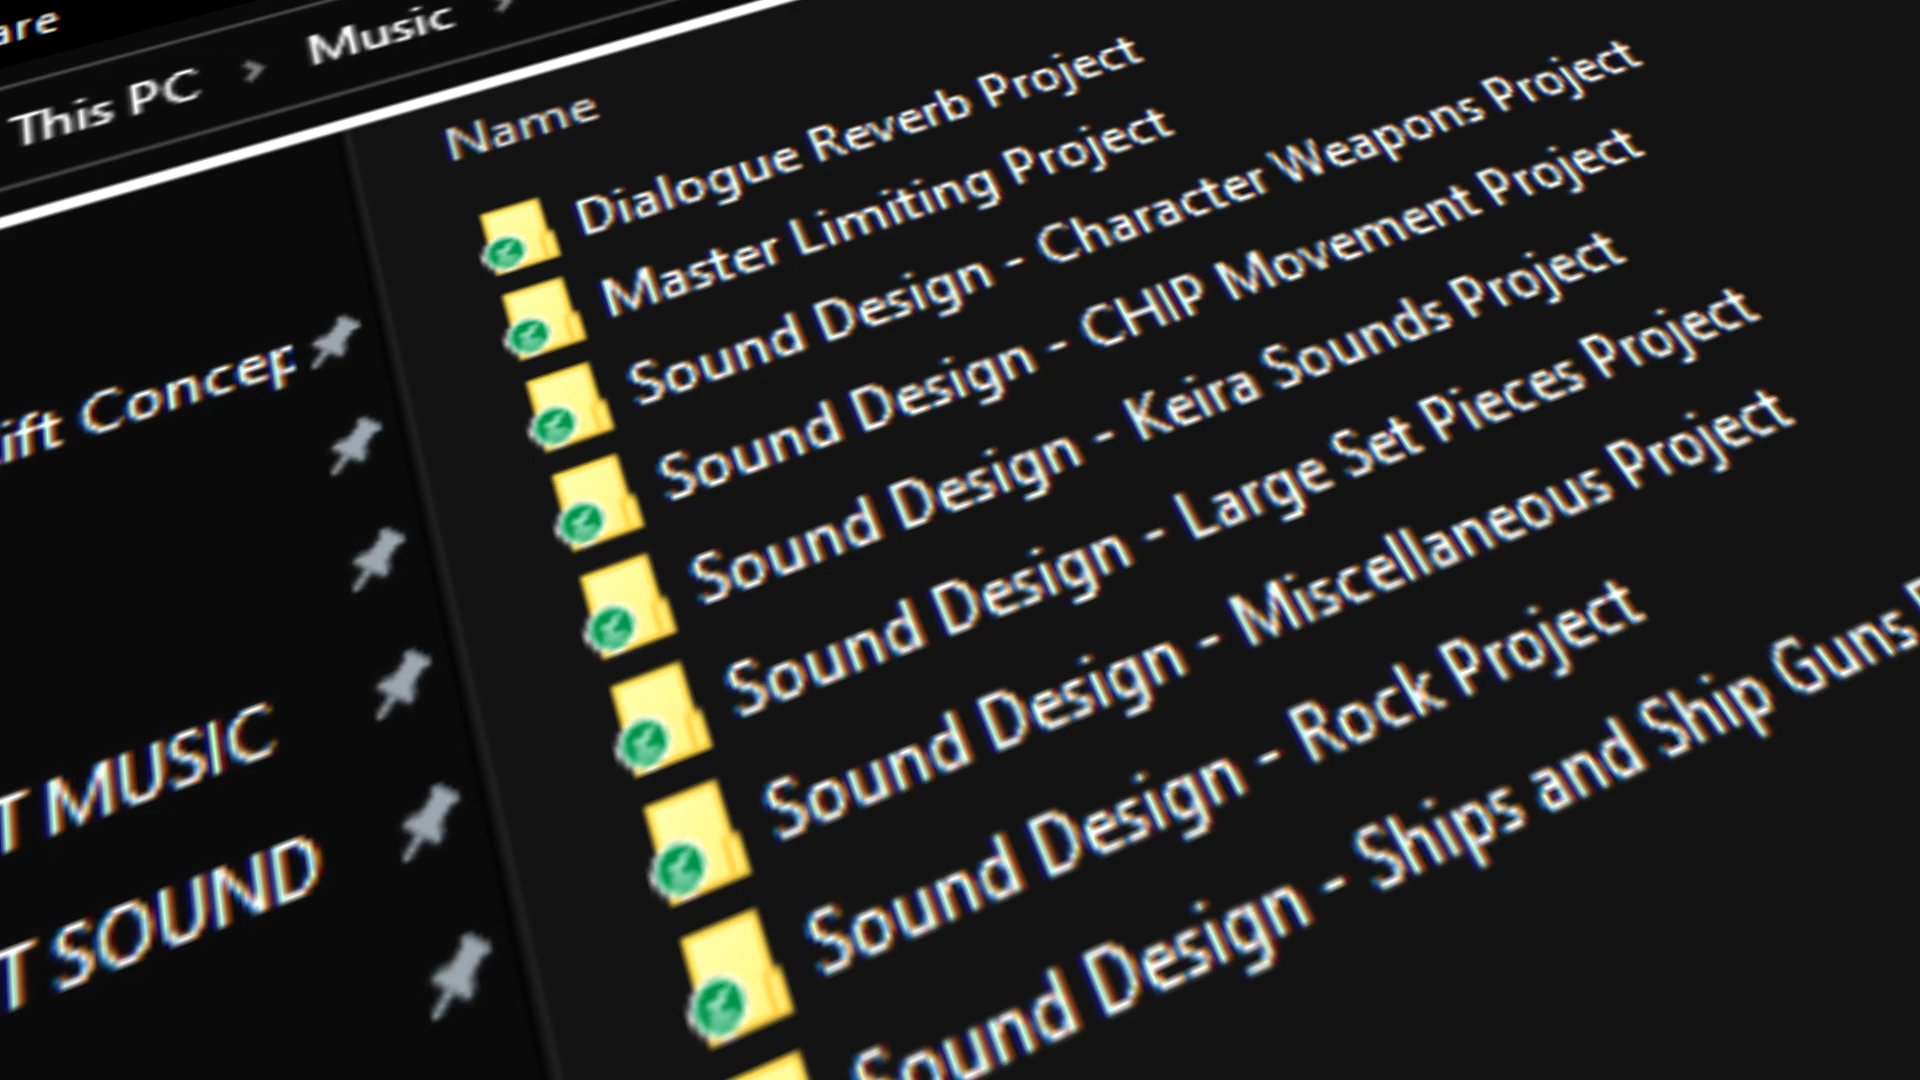 are
This PC > Music >
Name
Dialogue Reverb Project
Master Limiting Project
Sound Design - Character Weapons Project
Sound Design - CHIP Movement Project
Sound Design - Keira Sounds Project
Sound Design - Large Set Pieces Project
Sound Design - Miscellaneous Project
Sound Design - Rock Project
Sound Design - Ships and Ship Guns
ift Concep
T MUSIC
T SOUND